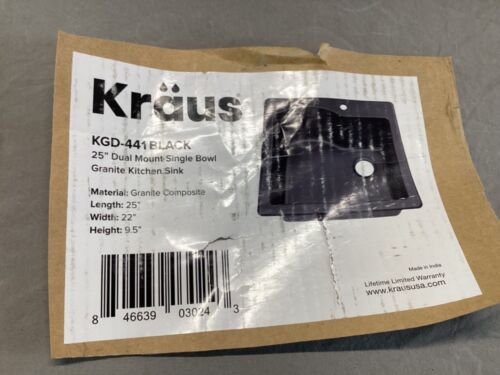 Kräus
KGD-441 BLACK
25" Dual Mount Single Bowl
Granite Kitchen Sink
Material: Granite Composite
Length: 25"
Width: 22"
Height: 9.5"
8 46639 03024 3
Made in India
Lifetime Limited Warranty
www.kraususa.com